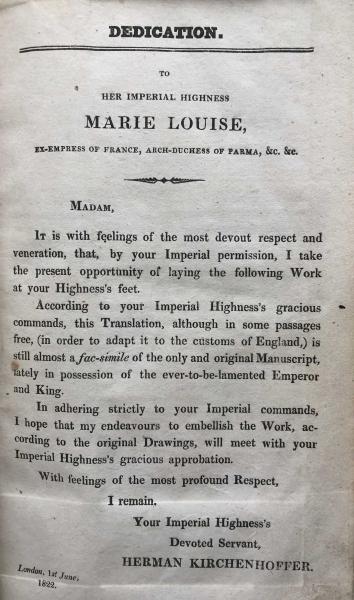 DEDICATION.
TO
HER IMPERIAL HIGHNESS
MARIE LOUISE,
EX-EMPRESS OF FRANCE, ARCH-DUCHESS OF PARMA, &c. &c.
MADAM,
IT is with feelings of the most devout respect and
veneration, that, by your Imperial permission, I take
the present opportunity of laying the following Work
at your Highness's feet.
According to your Imperial Highness's gracious
commands, this Translation, although in some passages
free, (in order to adapt it to the customs of England,) is
still almost a fac-simile of the only and original Manuscript,
lately in possession of the ever-to-be-lamented Emperor
and King.
In adhering strictly to your Imperial commands,
I hope that my endeavours to embellish the Work, ac-
cording to the original Drawings, will meet with your
Imperial Highness's gracious approbation.
With feelings of the most profound Respect,
I remain.
Your Imperial Highness's
Devoted Servant,
HERMAN KIRCHENHOFFER.
London, 1st June,
1822.